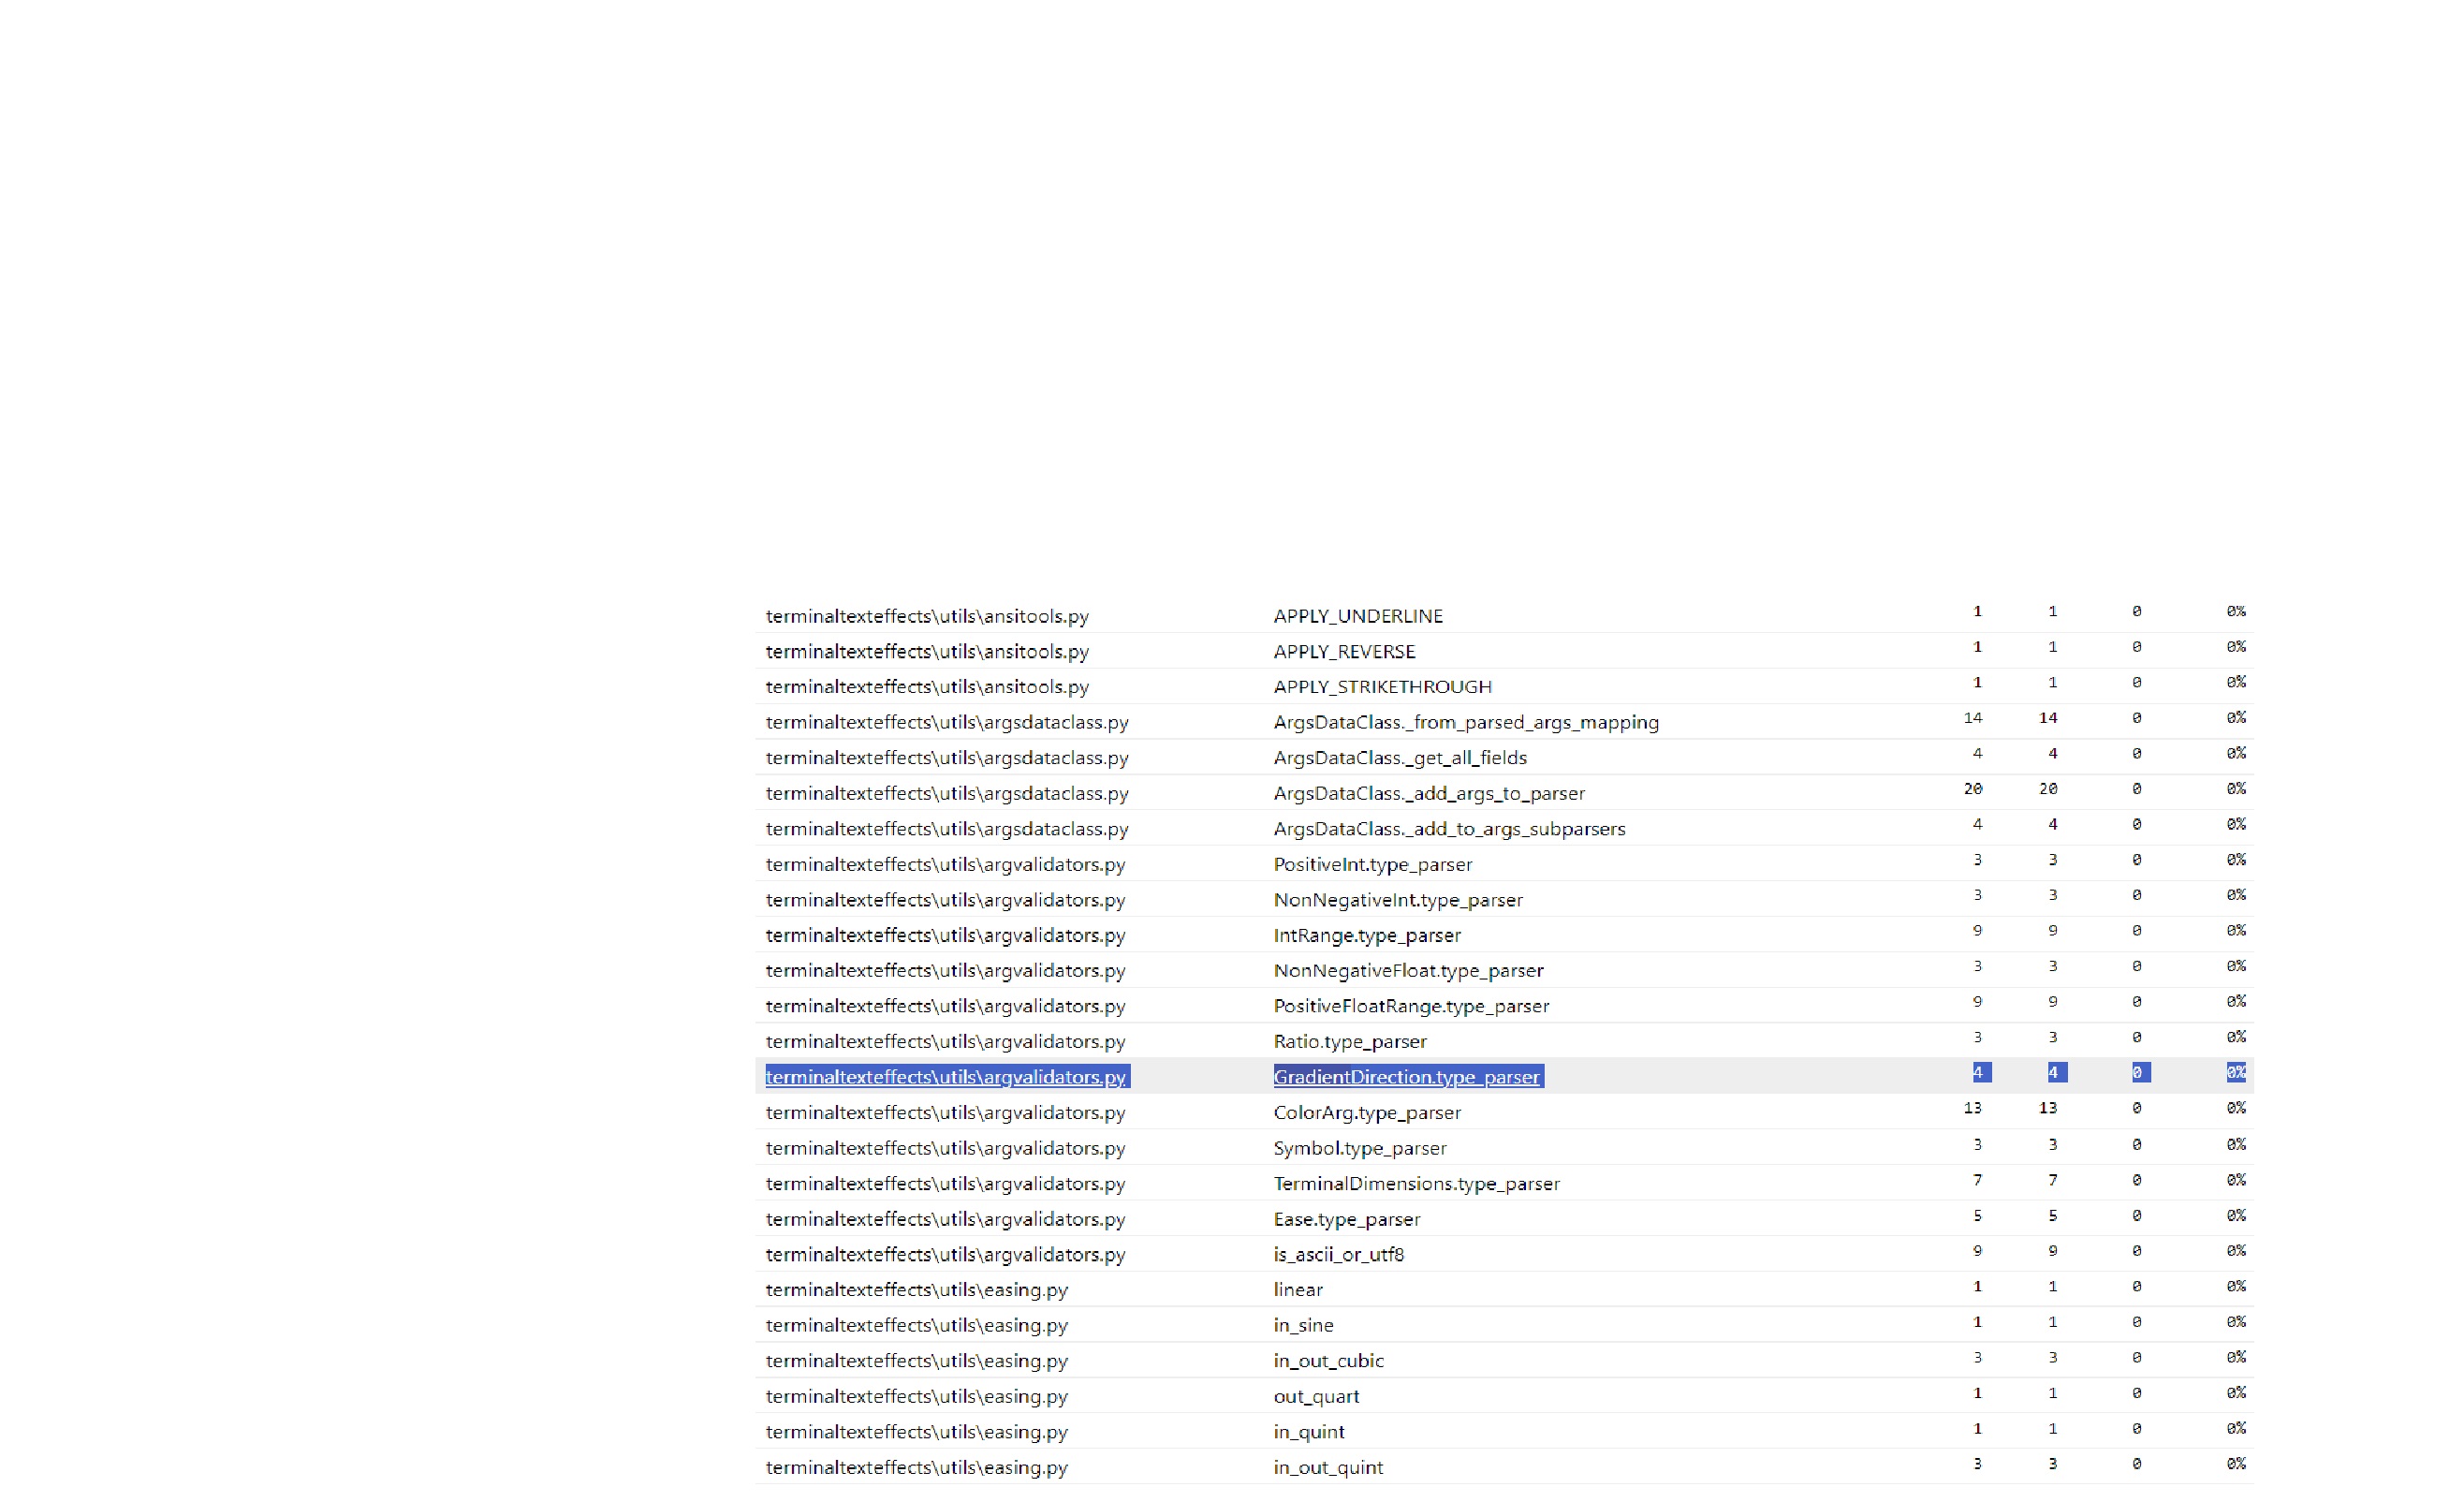 terminaltexteffects\utils\ansitools.py APPLY_UNDERLINE 1 1 0 0%
terminaltexteffects\utils\ansitools.py APPLY_REVERSE 1 1 0 0%
terminaltexteffects\utils\ansitools.py APPLY_STRIKETHROUGH 1 1 0 0%
terminaltexteffects\utils\argsdataclass.py ArgsDataClass._from_parsed_args_mapping 14 14 0 0%
terminaltexteffects\utils\argsdataclass.py ArgsDataClass._get_all_fields 4 4 0 0%
terminaltexteffects\utils\argsdataclass.py ArgsDataClass._add_args_to_parser 20 20 0 0%
terminaltexteffects\utils\argsdataclass.py ArgsDataClass._add_to_args_subparsers 4 4 0 0%
terminaltexteffects\utils\argvalidators.py PositiveInt.type_parser 3 3 0 0%
terminaltexteffects\utils\argvalidators.py NonNegativeInt.type_parser 3 3 0 0%
terminaltexteffects\utils\argvalidators.py IntRange.type_parser 9 9 0 0%
terminaltexteffects\utils\argvalidators.py NonNegativeFloat.type_parser 3 3 0 0%
terminaltexteffects\utils\argvalidators.py PositiveFloatRange.type_parser 9 9 0 0%
terminaltexteffects\utils\argvalidators.py Ratio.type_parser 3 3 0 0%
terminaltexteffects\utils\argvalidators.py GradientDirection.type_parser 4 4 0 0%
terminaltexteffects\utils\argvalidators.py ColorArg.type_parser 13 13 0 0%
terminaltexteffects\utils\argvalidators.py Symbol.type_parser 3 3 0 0%
terminaltexteffects\utils\argvalidators.py TerminalDimensions.type_parser 7 7 0 0%
terminaltexteffects\utils\argvalidators.py Ease.type_parser 5 5 0 0%
terminaltexteffects\utils\argvalidators.py is_ascii_or_utf8 9 9 0 0%
terminaltexteffects\utils\easing.py linear 1 1 0 0%
terminaltexteffects\utils\easing.py in_sine 1 1 0 0%
terminaltexteffects\utils\easing.py in_out_cubic 3 3 0 0%
terminaltexteffects\utils\easing.py out_quart 1 1 0 0%
terminaltexteffects\utils\easing.py in_quint 1 1 0 0%
terminaltexteffects\utils\easing.py in_out_quint 3 3 0 0%